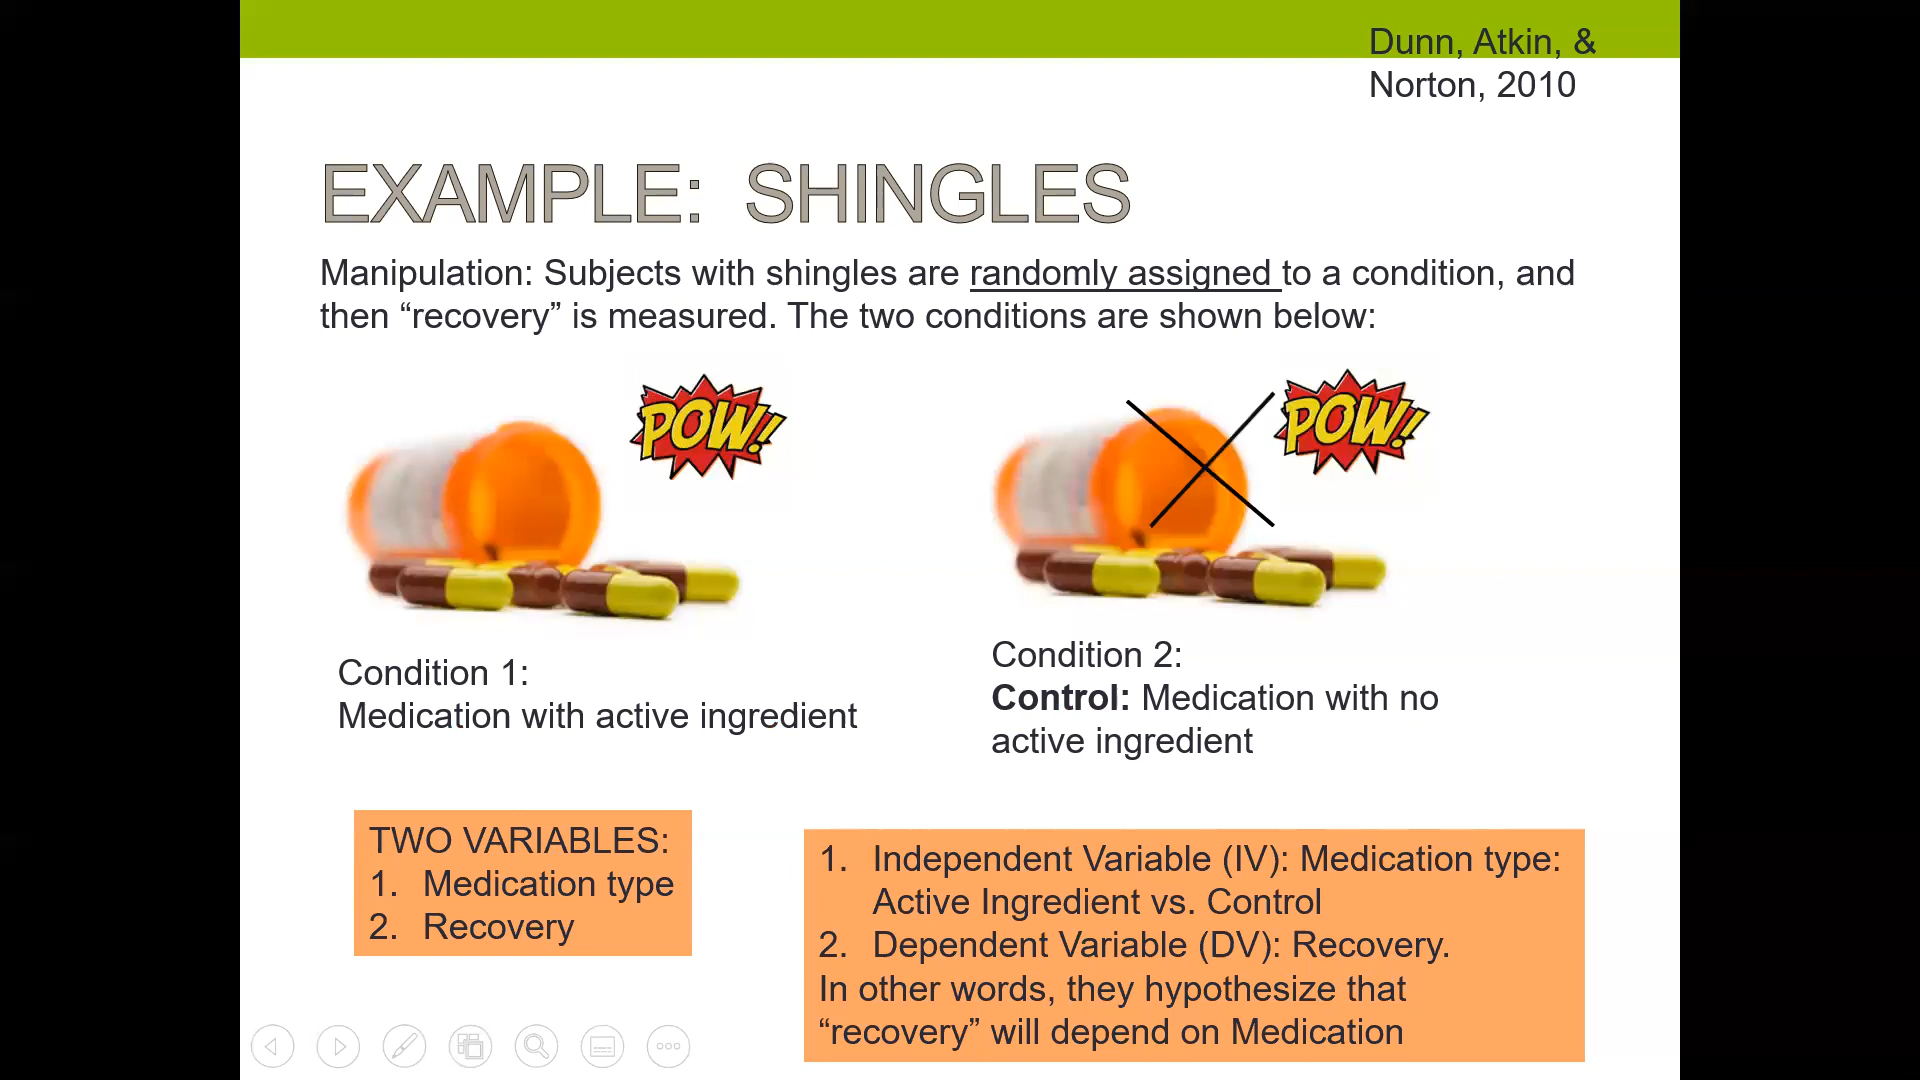 Dunn, Atkin, &
Norton, 2010
EXAMPLE: SHINGLES
Manipulation: Subjects with shingles are randomly assigned to a condition, and
then “recovery” is measured. The two conditions are shown below:
POW!
POW!
Condition 1:
Medication with active ingredient
Condition 2:
Control: Medication with no
active ingredient
TWO VARIABLES:
1. Medication type
2. Recovery
1. Independent Variable (IV): Medication type:
Active Ingredient vs. Control
2. Dependent Variable (DV): Recovery.
In other words, they hypothesize that
“recovery” will depend on Medication